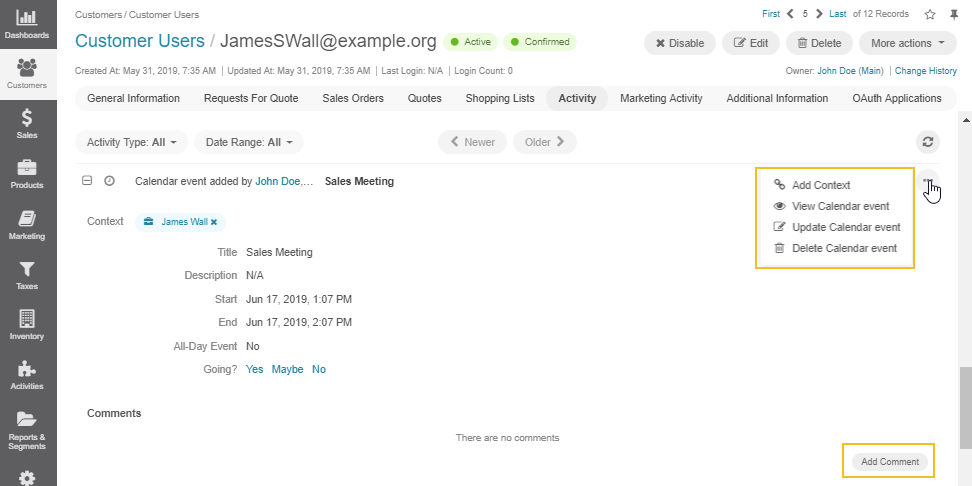 Customers / Customer Users
First 5 Last of 12 Records
Customer Users / JamesSWall@example.org
Active
Confirmed
Disable
Edit
Delete
More actions
Created At: May 31, 2019, 7:35 AM | Updated At: May 31, 2019, 7:35 AM | Last Login: N/A | Login Count: 0
Owner: John Doe (Main) | Change History
General Information
Requests For Quote
Sales Orders
Quotes
Shopping Lists
Activity
Marketing Activity
Additional Information
OAuth Applications
Dashboards
Customers
Sales
Products
Marketing
Taxes
Inventory
Activities
Reports &
Segments
Activity Type: All
Date Range: All
Newer
Older
Calendar event added by John Doe,... Sales Meeting
Add Context
View Calendar event
Update Calendar event
Delete Calendar event
Context James Wall
Title Sales Meeting
Description N/A
Start Jun 17, 2019, 1:07 PM
End Jun 17, 2019, 2:07 PM
All-Day Event No
Going? Yes Maybe No
Comments
There are no comments
Add Comment